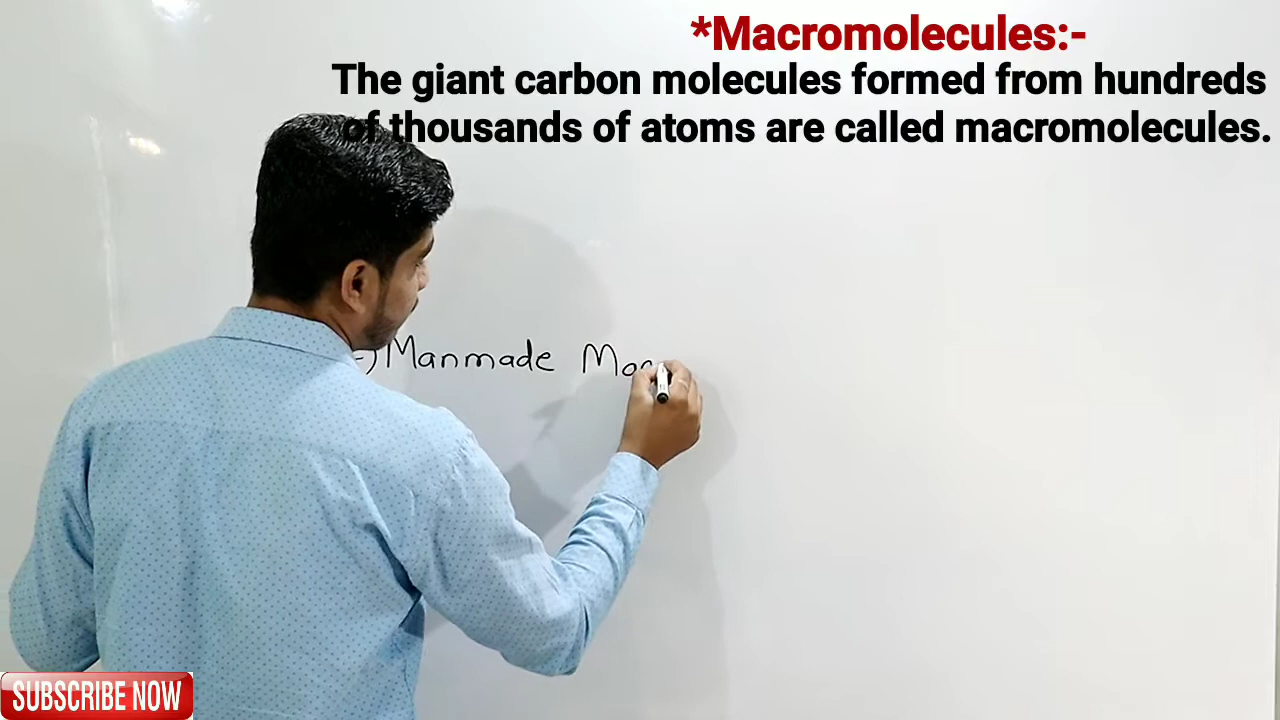 *Macromolecules:-
The giant carbon molecules formed from hundreds
of thousands of atoms are called macromolecules.
Manmade
SUBSCRIBE NOW